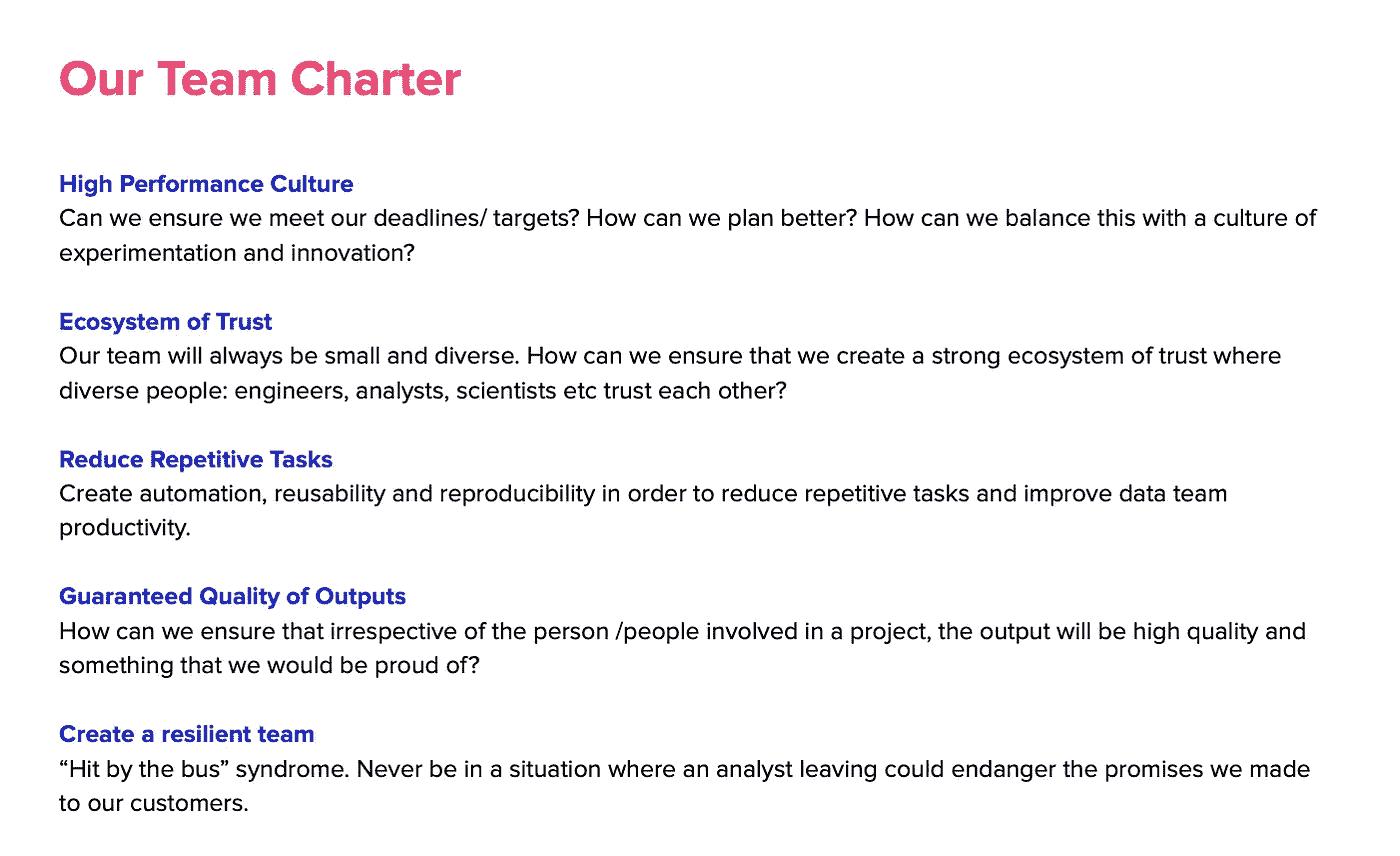 Our Team Charter
High Performance Culture
Can we ensure we meet our deadlines/ targets? How can we plan better? How can we balance this with a culture of
experimentation and innovation?
Ecosystem of Trust
Our team will always be small and diverse. How can we ensure that we create a strong ecosystem of trust where
diverse people: engineers, analysts, scientists etc trust each other?
Reduce Repetitive Tasks
Create automation, reusability and reproducibility in order to reduce repetitive tasks and improve data team
productivity.
Guaranteed Quality of Outputs
How can we ensure that irrespective of the person /people involved in a project, the output will be high quality and
something that we would be proud of?
Create a resilient team
“Hit by the bus” syndrome. Never be in a situation where an analyst leaving could endanger the promises we made
to our customers.